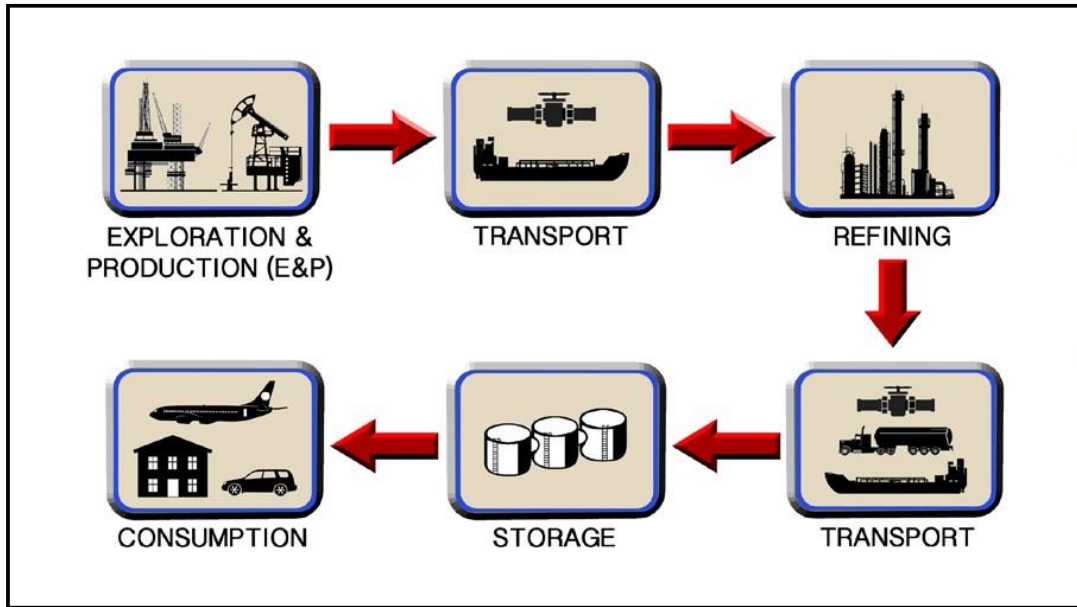 EXPLORATION &
PRODUCTION (E&P)
TRANSPORT
REFINING
CONSUMPTION
STORAGE
TRANSPORT